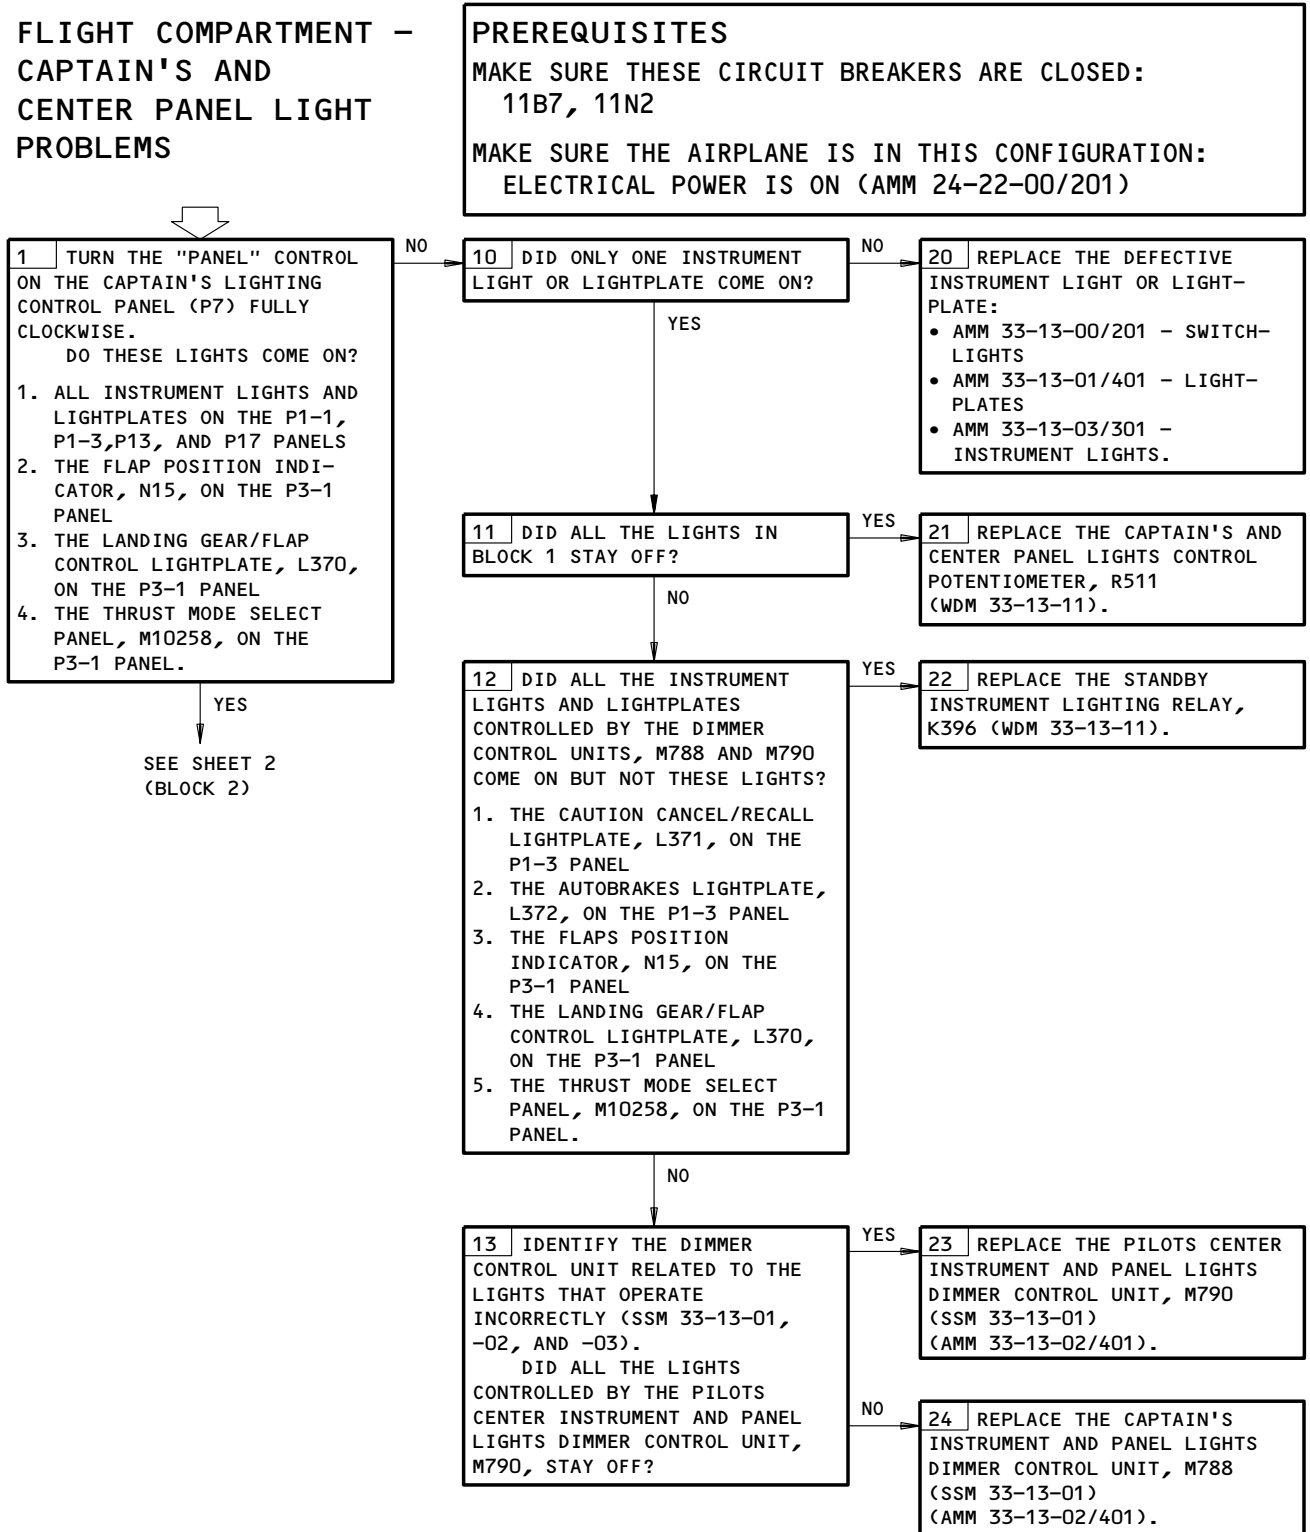 FLIGHT COMPARTMENT –
CAPTAIN'S AND
CENTER PANEL LIGHT
PROBLEMS
PREREQUISITES
MAKE SURE THESE CIRCUIT BREAKERS ARE CLOSED:
11B7, 11N2
MAKE SURE THE AIRPLANE IS IN THIS CONFIGURATION:
ELECTRICAL POWER IS ON (AMM 24-22-00/201)
1 TURN THE "PANEL" CONTROL
ON THE CAPTAIN'S LIGHTING
CONTROL PANEL (P7) FULLY
CLOCKWISE.
DO THESE LIGHTS COME ON?
1. ALL INSTRUMENT LIGHTS AND
LIGHTPLATES ON THE P1-1,
P1-3,P13, AND P17 PANELS
2. THE FLAP POSITION INDI-
CATOR, N15, ON THE P3-1
PANEL
3. THE LANDING GEAR/FLAP
CONTROL LIGHTPLATE, L370,
ON THE P3-1 PANEL
4. THE THRUST MODE SELECT
PANEL, M10258, ON THE
P3-1 PANEL.
YES
SEE SHEET 2
(BLOCK 2)
NO
10 DID ONLY ONE INSTRUMENT
LIGHT OR LIGHTPLATE COME ON?
NO
20 REPLACE THE DEFECTIVE
INSTRUMENT LIGHT OR LIGHT-
PLATE:
• AMM 33-13-00/201 - SWITCH-
LIGHTS
• AMM 33-13-01/401 - LIGHT-
PLATES
• AMM 33-13-03/301 -
INSTRUMENT LIGHTS.
YES
11 DID ALL THE LIGHTS IN
BLOCK 1 STAY OFF?
YES
21 REPLACE THE CAPTAIN'S AND
CENTER PANEL LIGHTS CONTROL
POTENTIOMETER, R511
(WDM 33-13-11).
NO
12 DID ALL THE INSTRUMENT
LIGHTS AND LIGHTPLATES
CONTROLLED BY THE DIMMER
CONTROL UNITS, M788 AND M790
COME ON BUT NOT THESE LIGHTS?
1. THE CAUTION CANCEL/RECALL
LIGHTPLATE, L371, ON THE
P1-3 PANEL
2. THE AUTOBRAKES LIGHTPLATE,
L372, ON THE P1-3 PANEL
3. THE FLAPS POSITION
INDICATOR, N15, ON THE
P3-1 PANEL
4. THE LANDING GEAR/FLAP
CONTROL LIGHTPLATE, L370,
ON THE P3-1 PANEL
5. THE THRUST MODE SELECT
PANEL, M10258, ON THE P3-1
PANEL.
YES
22 REPLACE THE STANDBY
INSTRUMENT LIGHTING RELAY,
K396 (WDM 33-13-11).
NO
13 IDENTIFY THE DIMMER
CONTROL UNIT RELATED TO THE
LIGHTS THAT OPERATE
INCORRECTLY (SSM 33-13-01,
-02, AND -03).
DID ALL THE LIGHTS
CONTROLLED BY THE PILOTS
CENTER INSTRUMENT AND PANEL
LIGHTS DIMMER CONTROL UNIT,
M790, STAY OFF?
YES
23 REPLACE THE PILOTS CENTER
INSTRUMENT AND PANEL LIGHTS
DIMMER CONTROL UNIT, M790
(SSM 33-13-01)
(AMM 33-13-02/401).
NO
24 REPLACE THE CAPTAIN'S
INSTRUMENT AND PANEL LIGHTS
DIMMER CONTROL UNIT, M788
(SSM 33-13-01)
(AMM 33-13-02/401).